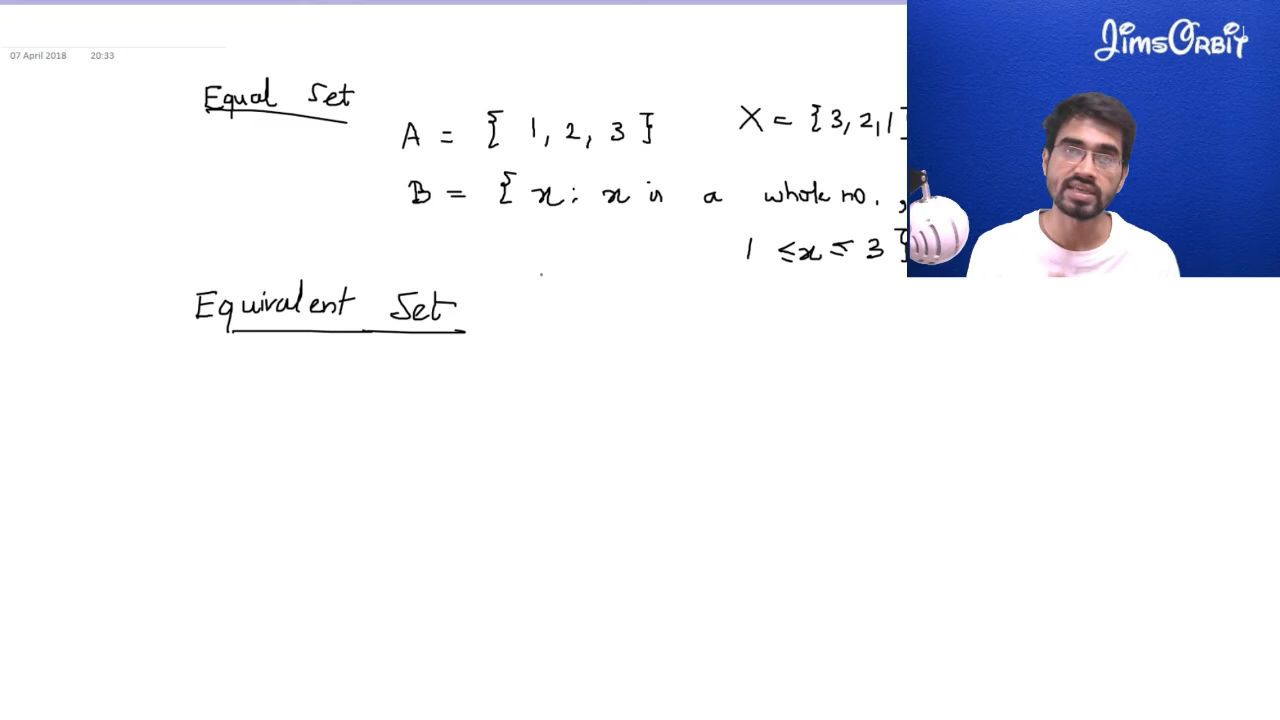 07 April 2018 20:33
JimsOrbit
Equal Set
A = { 1, 2, 3 } X = {3, 2, 1}
B = { x : x is a whole no. ,
1 ≤ x ≤ 3 }
Equivalent Set